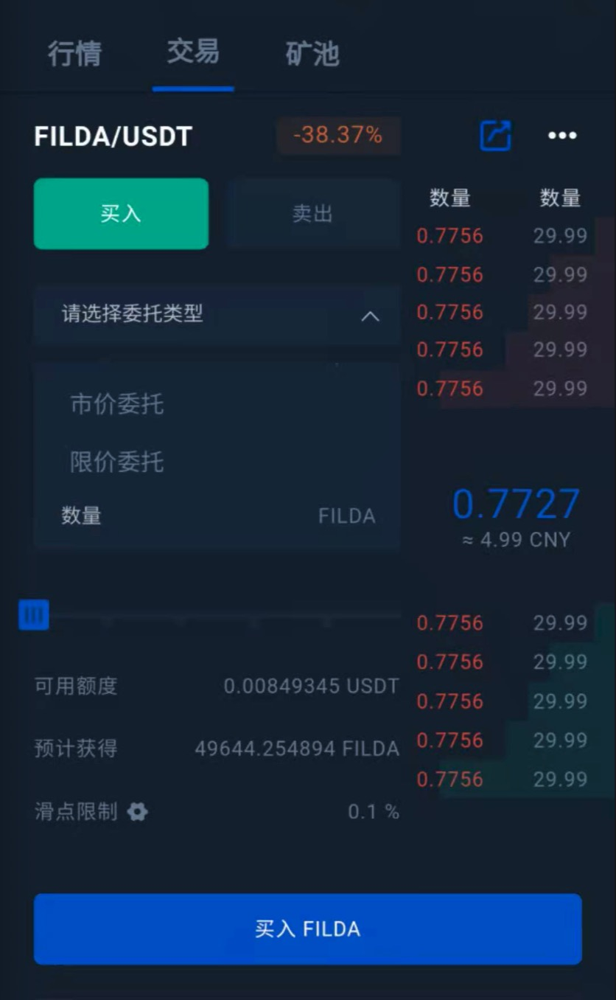 行情 交易 矿池
FILDA/USDT -38.37%
买入 卖出
请选择委托类型
市价委托
限价委托
数量 FILDA
可用额度 0.00849345 USDT
预计获得 49644.254894 FILDA
滑点限制 0.1 %
数量 数量
0.7756 29.99
0.7756 29.99
0.7756 29.99
0.7756 29.99
0.7756 29.99
0.7727
≈ 4.99 CNY
0.7756 29.99
0.7756 29.99
0.7756 29.99
0.7756 29.99
0.7756 29.99
买入 FILDA